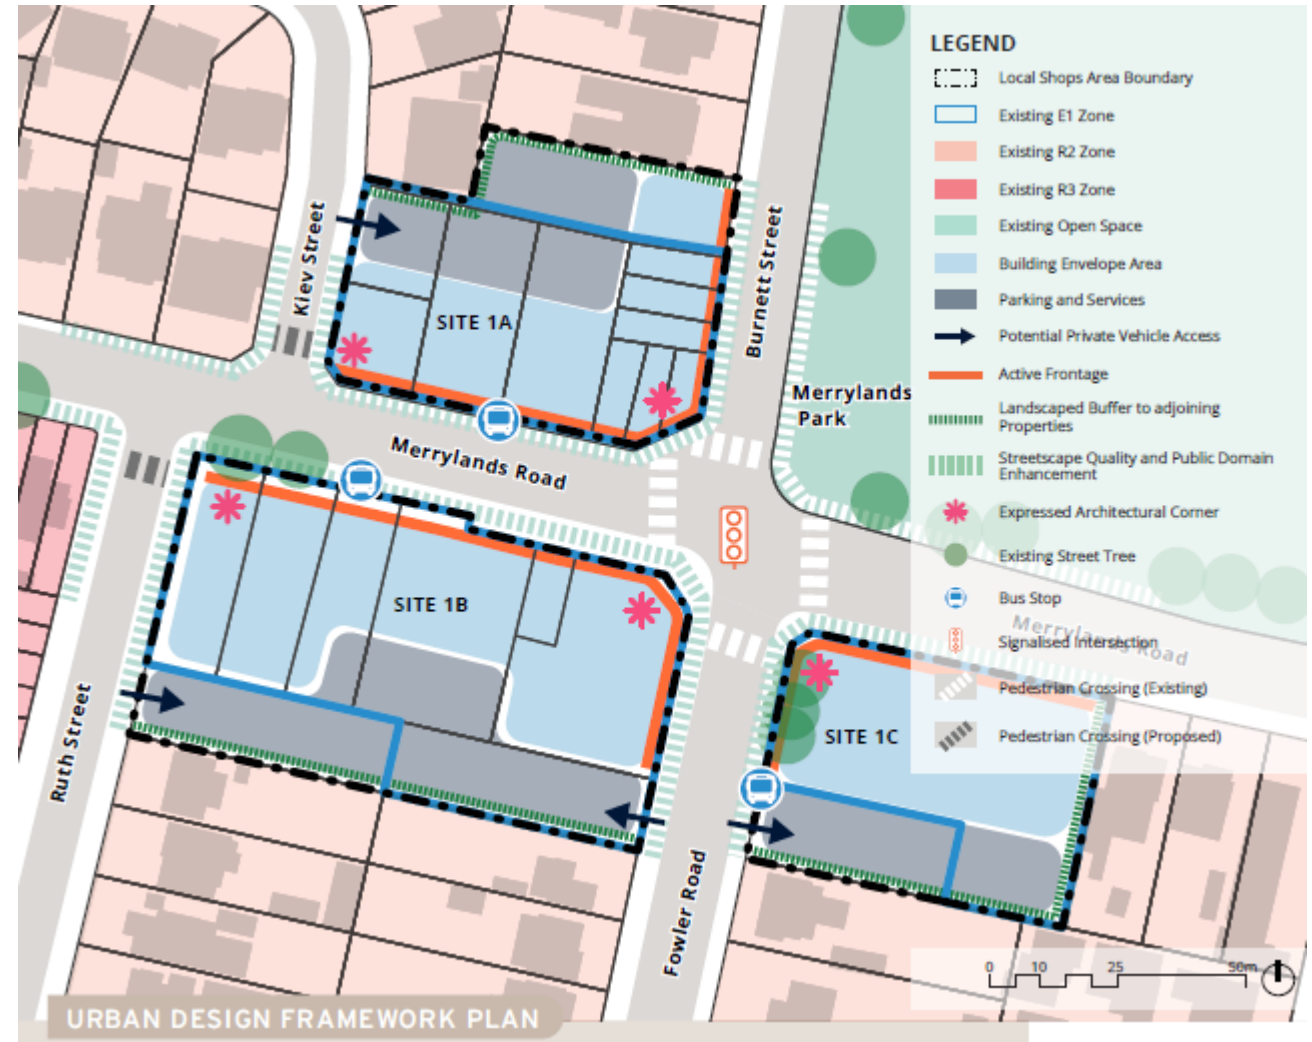 LEGEND
Local Shops Area Boundary
Existing E1 Zone
Existing R2 Zone
Existing R3 Zone
Existing Open Space
Building Envelope Area
Parking and Services
Potential Private Vehicle Access
Active Frontage
Landscaped Buffer to adjoining
Properties
Streetscape Quality and Public Domain
Enhancement
Expressed Architectural Corner
Existing Street Tree
Bus Stop
Signalised Intersection
Pedestrian Crossing (Existing)
Pedestrian Crossing (Proposed)
Kiev Street
Burnett Street
SITE 1A
Merrylands
Park
Merrylands Road
SITE 1B
Merrylands Road
SITE 1C
Ruth Street
Fowler Road
0 10 25 50m
URBAN DESIGN FRAMEWORK PLAN